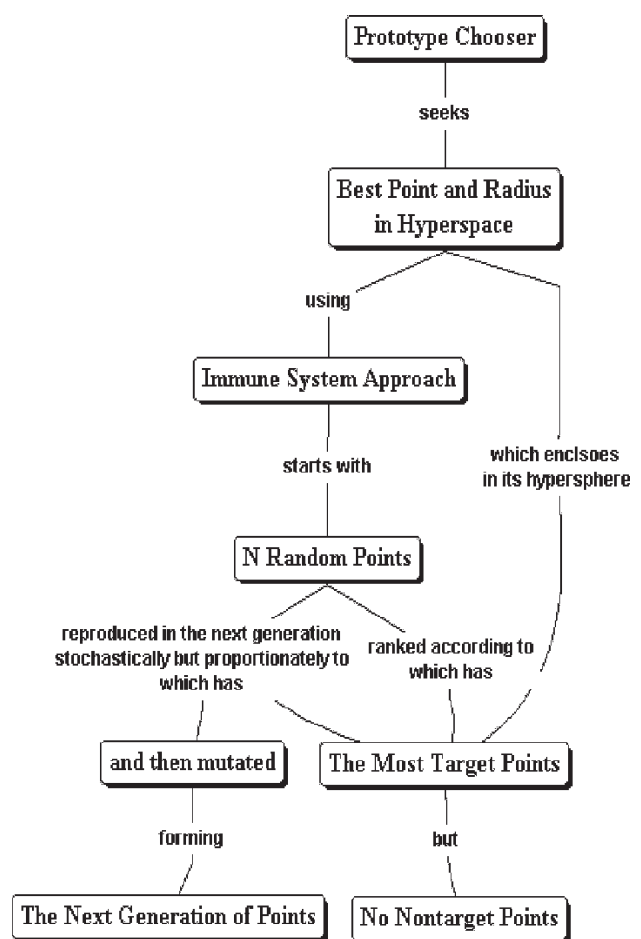 Prototype Chooser
seeks
Best Point and Radius
in Hyperspace
using
Immune System Approach
which enclsoes
in its hypersphere
starts with
N Random Points
reproduced in the next generation
stochastically but proportionately to
which has
ranked according to
which has
and then mutated
The Most Target Points
forming
but
The Next Generation of Points
No Nontarget Points